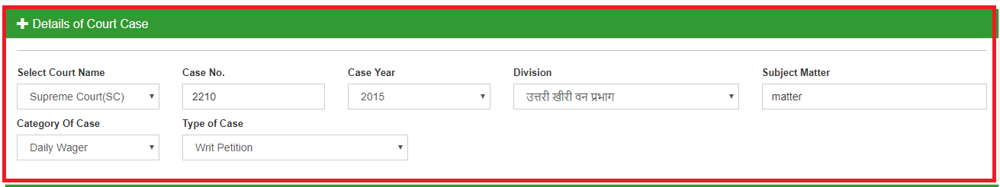 Details of Court Case
Select Court Name Case No. Case Year Division Subject Matter
Supreme Court(SC) 2210 2015 उत्तरी खीरी वन प्रभाग matter
Category Of Case Type of Case
Daily Wager Writ Petition